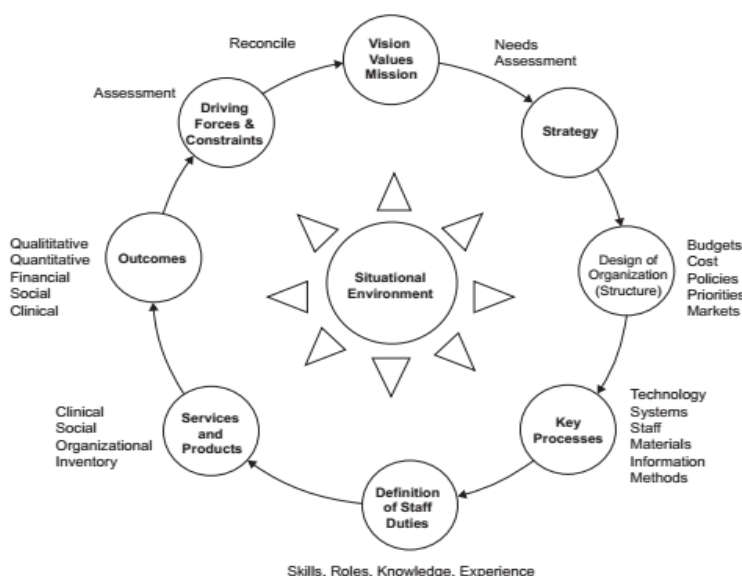 Reconcile
Vision
Values
Mission
Needs
Assessment
Assessment
Driving
Forces &
Constraints
Strategy
Qualititative
Quantitative
Financial
Social
Clinical
Outcomes
Situational
Environment
Design of
Organization
(Structure)
Budgets
Cost
Policies
Priorities
Markets
Clinical
Social
Organizational
Inventory
Services
and
Products
Key
Processes
Technology
Systems
Staff
Materials
Information
Methods
Definition
of Staff
Duties
Skills, Roles, Knowledge, Experience